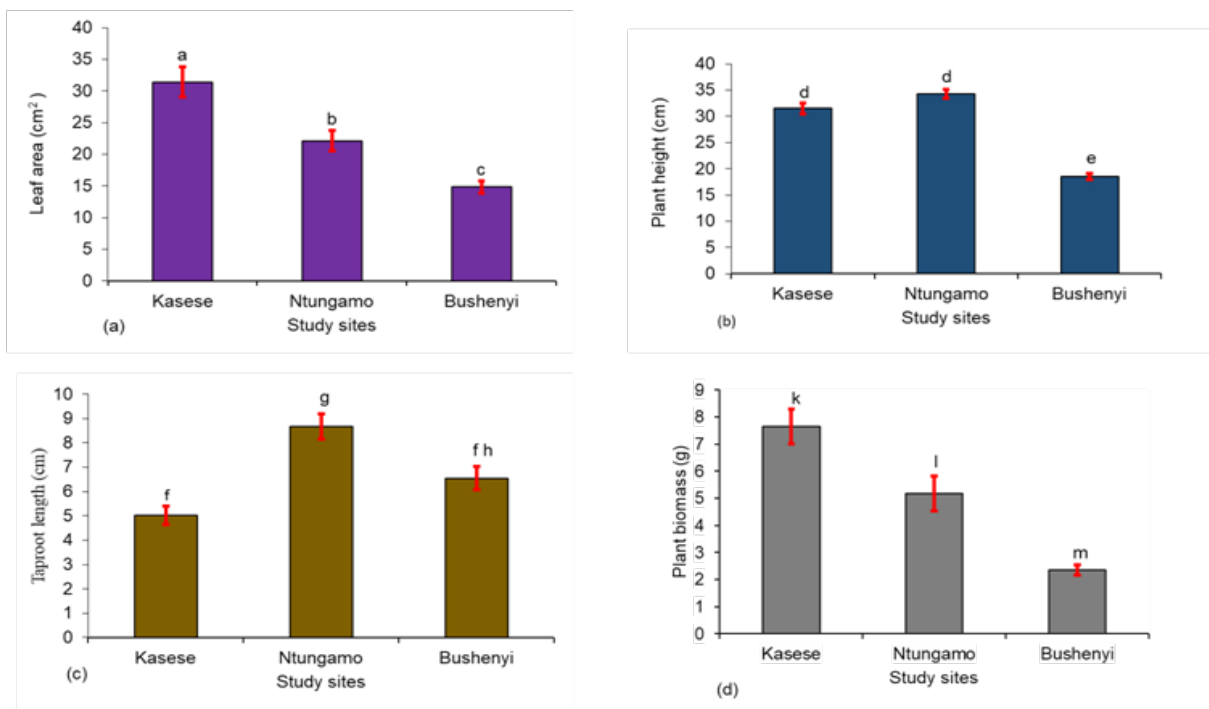 Leaf area (cm²)
40
35
30
25
20
15
10
5
0
a
b
c
Kasese Ntungamo Bushenyi
Study sites
(a)
Plant height (cm)
40
35
30
25
20
15
10
5
0
d
d
e
Kasese Ntungamo Bushenyi
Study sites
(b)
Taproot length (cm)
10
9
8
7
6
5
4
3
2
1
0
f
g
f h
Kasese Ntungamo Bushenyi
Study sites
(c)
Plant biomass (g)
9
8
7
6
5
4
3
2
1
0
k
l
m
Kasese Ntungamo Bushenyi
Study sites
(d)